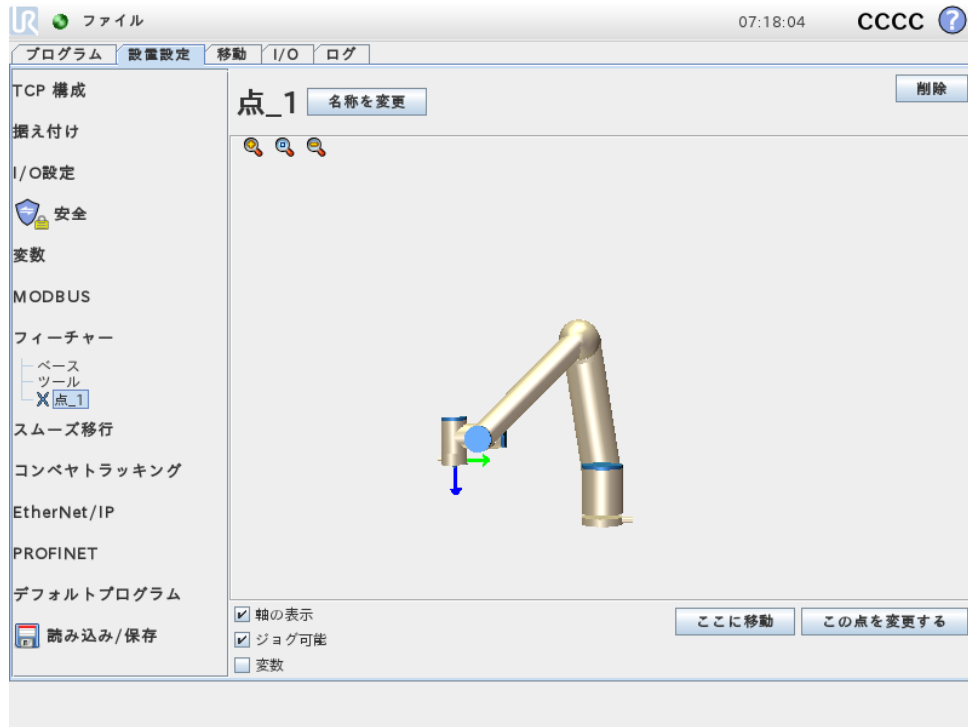 UR ファイル 07:18:04 CCCC ?
プログラム 設置設定 移動 I/O ログ
TCP 構成
据え付け
I/O設定
安全
変数
MODBUS
フィーチャー
ベース
ツール
点_1
スムーズ移行
コンベヤトラッキング
EtherNet/IP
PROFINET
デフォルトプログラム
読み込み/保存
点_1 名称を変更 削除
軸の表示
ジョグ可能
変数
ここに移動 この点を変更する